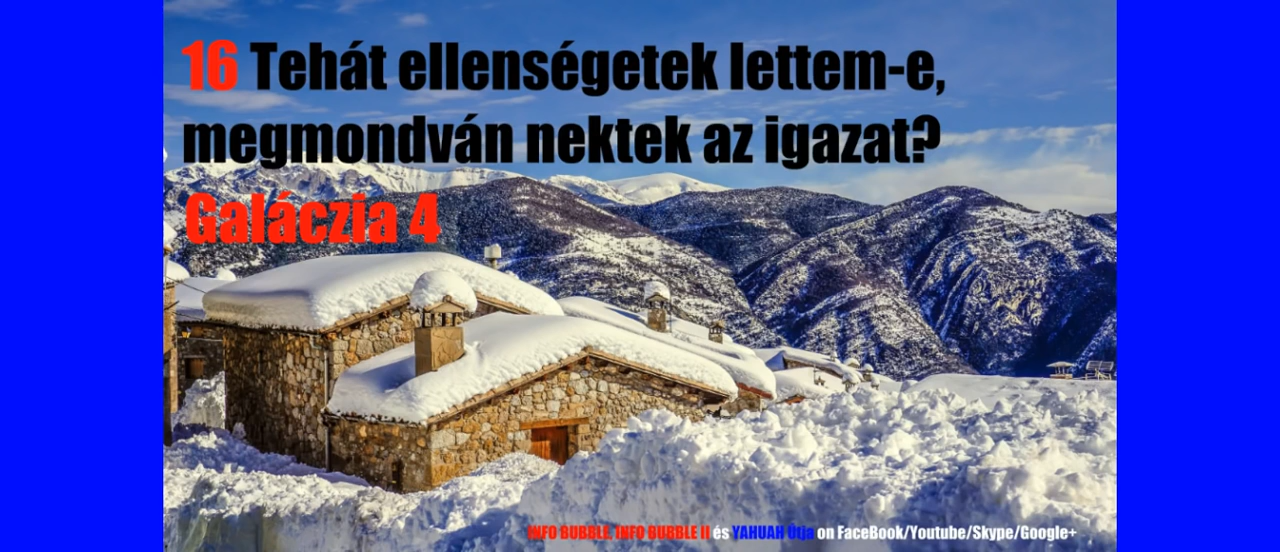 16 Tehát ellenségetek lettem-e,
megmondván nektek az igazat?
Galáczia 4
INFO BUBBLE, INFO BUBBLE II és YAHUAH Útja on FaceBook/Youtube/Skype/Google+